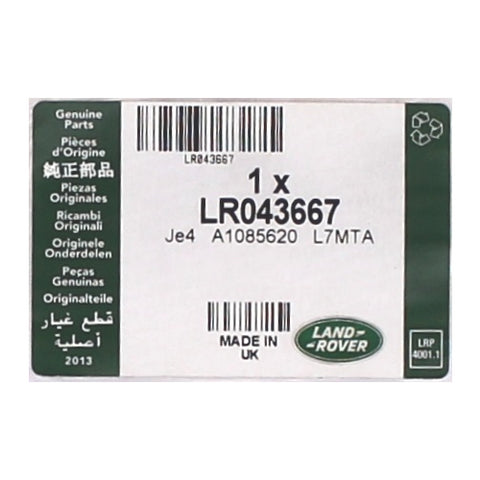 Genuine
Parts
Pièces
d'Origine
純正部品
Piezas
Originales
Ricambi
Originali
Originele
Onderdelen
Peças
Genuinas
Originalteile
قطع غيار
أصلية
2013
LR043667
1 x
LR043667
Je4 A1085620 L7MTA
MADE IN
UK
LAND-
-ROVER
LRP
4001.1